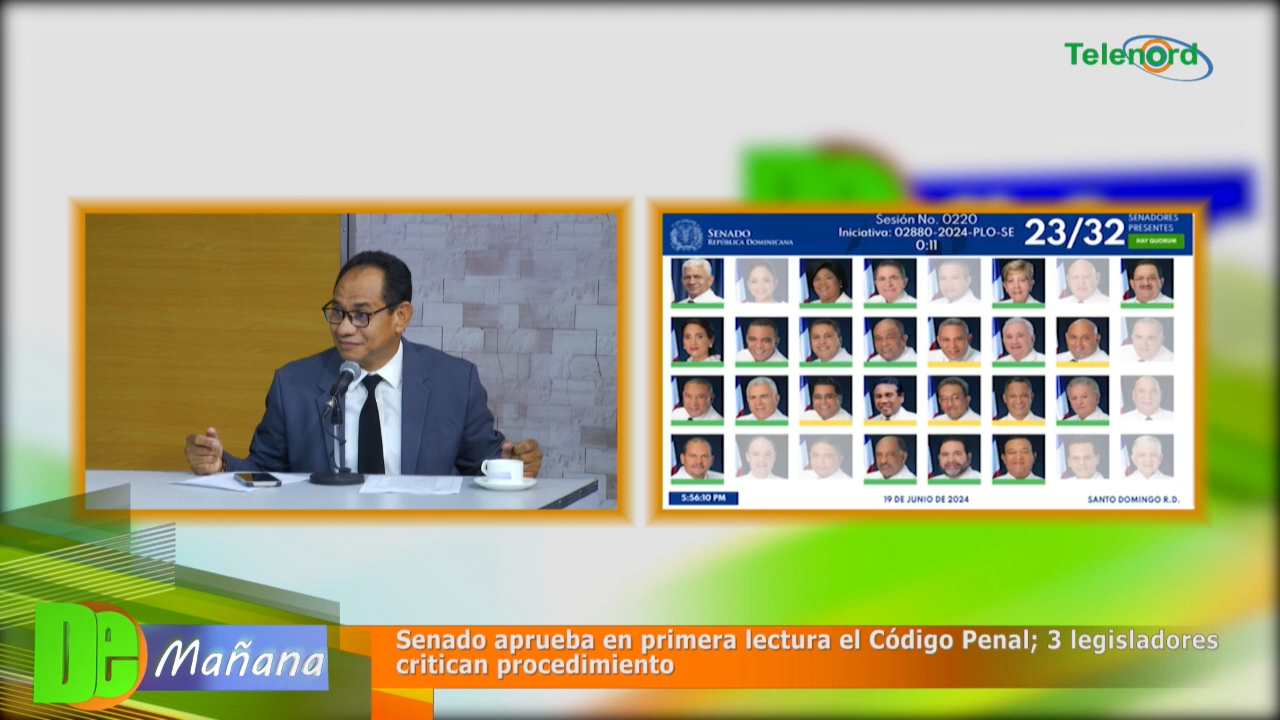 Telenord
SENADO
REPÚBLICA DOMINICANA
Sesión No. 0220
Iniciativa: 02880-2024-PLO-SE
0:11
23/32
SENADORES
PRESENTES
HAY QUORUM
5:56:10 PM
19 DE JUNIO DE 2024
SANTO DOMINGO R.D.
De
Mañana
Senado aprueba en primera lectura el Código Penal; 3 legisladores
critican procedimiento